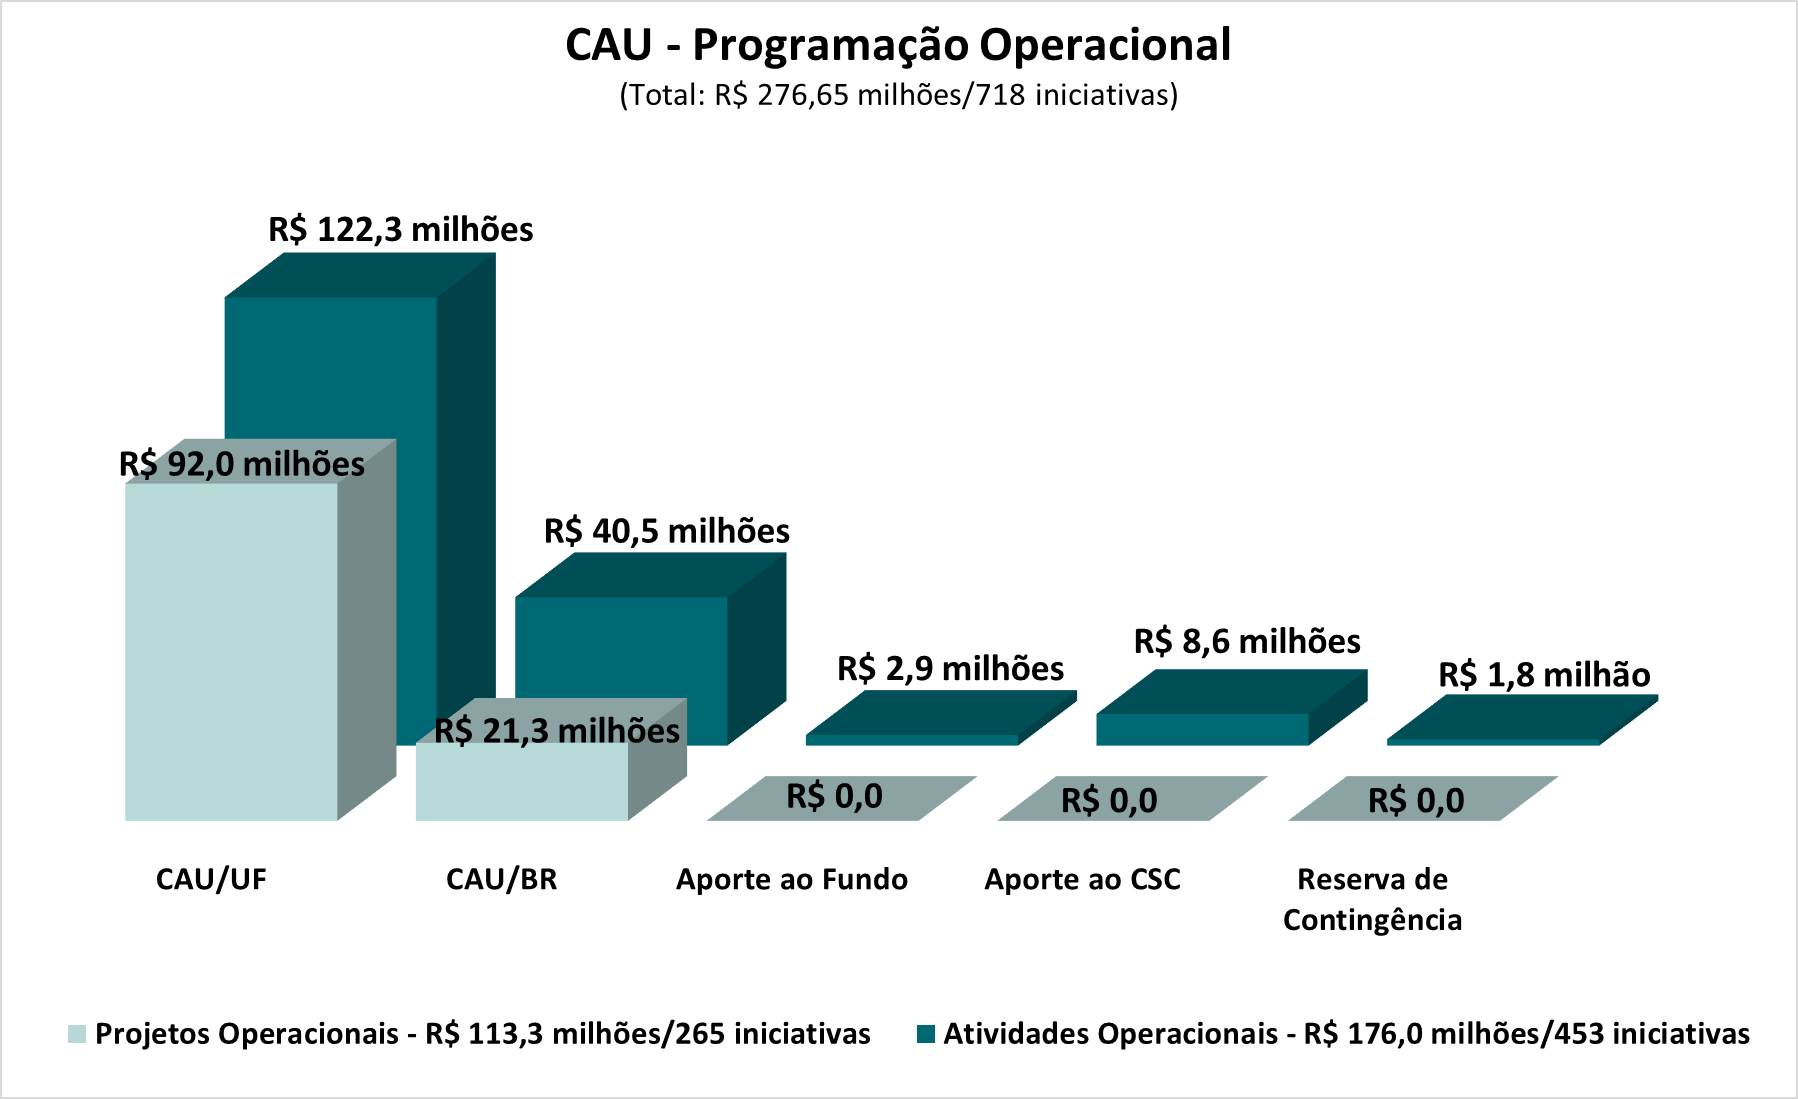 CAU - Programação Operacional
(Total: R$ 276,65 milhões/718 iniciativas)
R$ 122,3 milhões
R$ 92,0 milhões
R$ 40,5 milhões
R$ 21,3 milhões
R$ 2,9 milhões
R$ 8,6 milhões
R$ 1,8 milhão
R$ 0,0
R$ 0,0
R$ 0,0
CAU/UF
CAU/BR
Aporte ao Fundo
Aporte ao CSC
Reserva de
Contingência
Projetos Operacionais - R$ 113,3 milhões/265 iniciativas
Atividades Operacionais - R$ 176,0 milhões/453 iniciativas